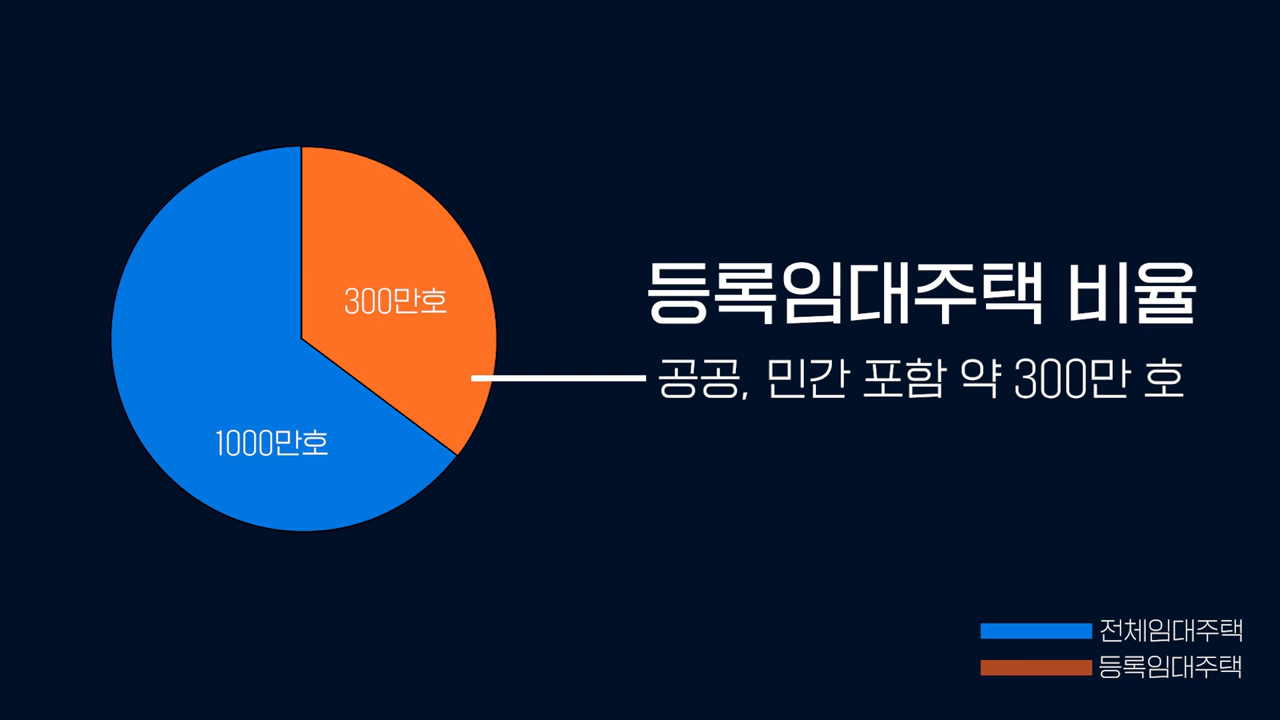 300만호
1000만호
등록임대주택 비율
공공, 민간 포함 약 300만 호
전체임대주택
등록임대주택